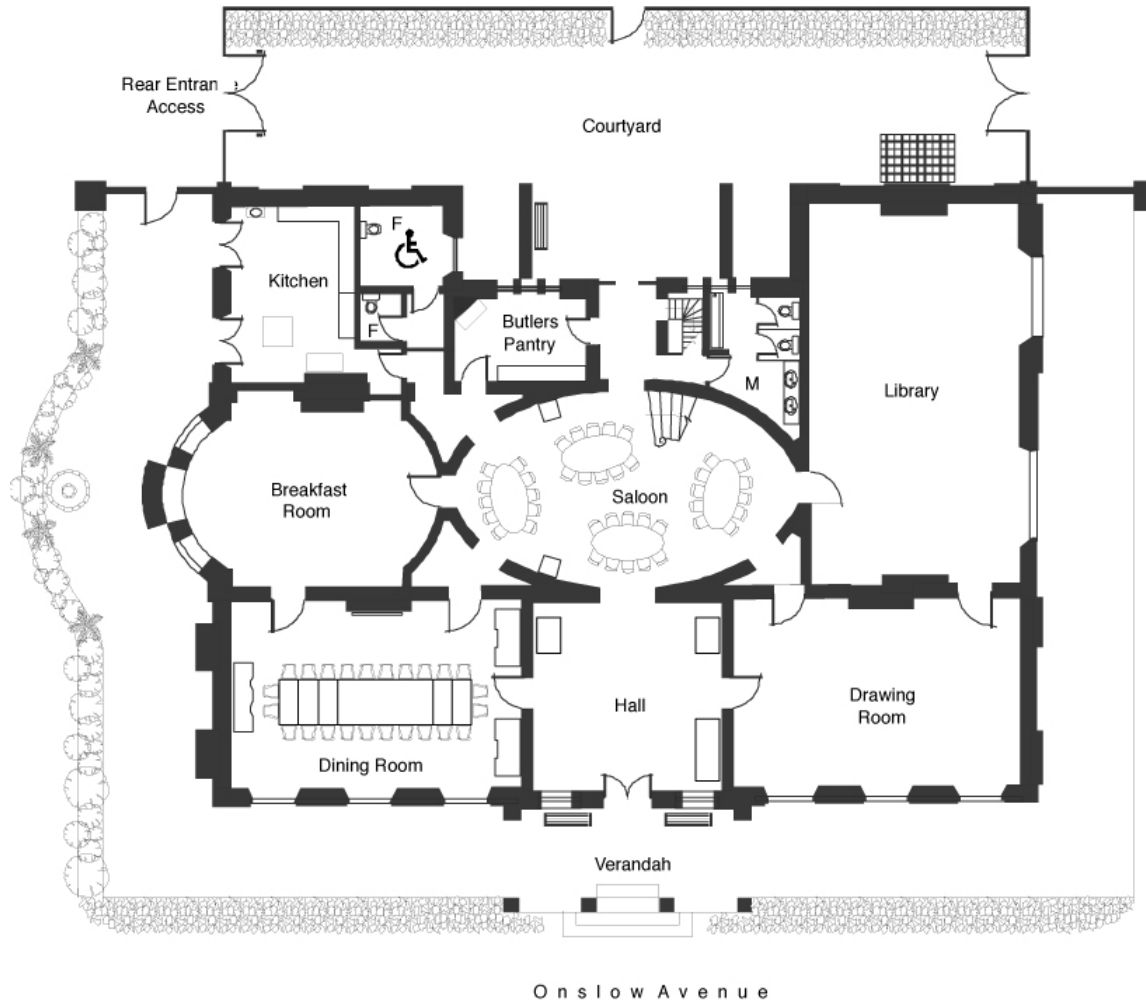 Rear Entran
Access
Courtyard
F
Kitchen
F
Butlers
Pantry
M
Library
Breakfast
Room
Saloon
Hall
Drawing
Room
Dining Room
Verandah
Onslow Avenue